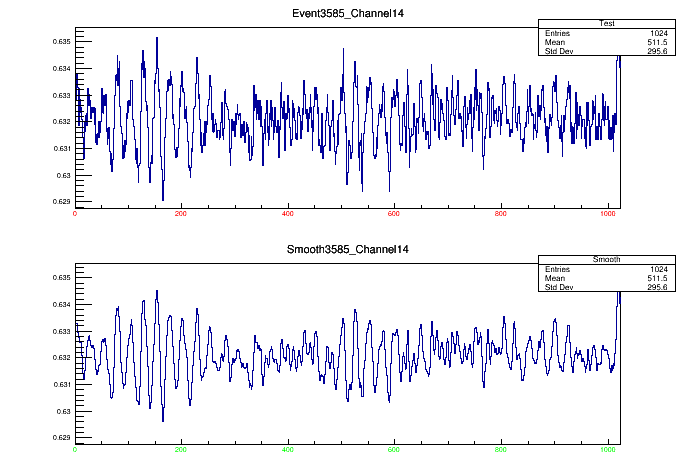 Event3585_Channel14
Test
Entries 1024
Mean 511.5
Std Dev 295.6
0.635
0.634
0.633
0.632
0.631
0.63
0.629
0 200 400 600 800 1000
Smooth3585_Channel14
Smooth
Entries 1024
Mean 511.5
Std Dev 295.6
0.635
0.634
0.633
0.632
0.631
0.63
0.629
0 200 400 600 800 1000